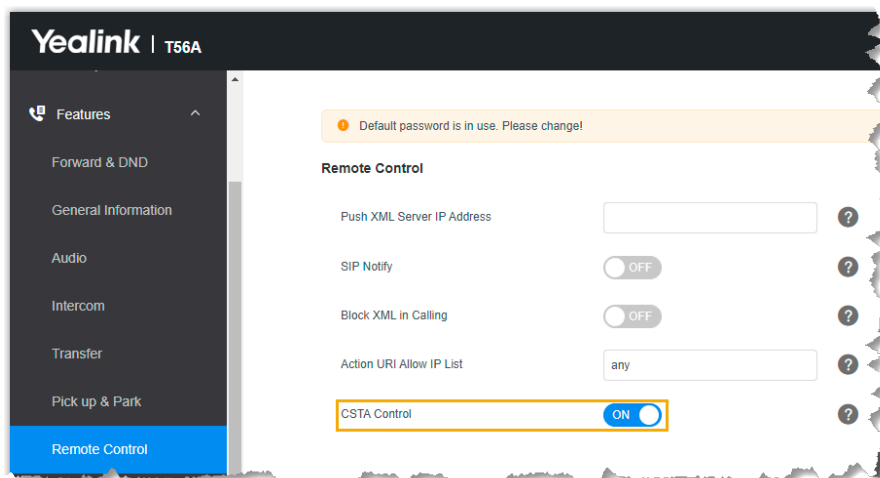 Yealink | T56A
Features
Forward & DND
General Information
Audio
Intercom
Transfer
Pick up & Park
Remote Control
Default password is in use. Please change!
Remote Control
Push XML Server IP Address
?
SIP Notify
OFF
?
Block XML in Calling
OFF
?
Action URI Allow IP List
any
?
CSTA Control
ON
?